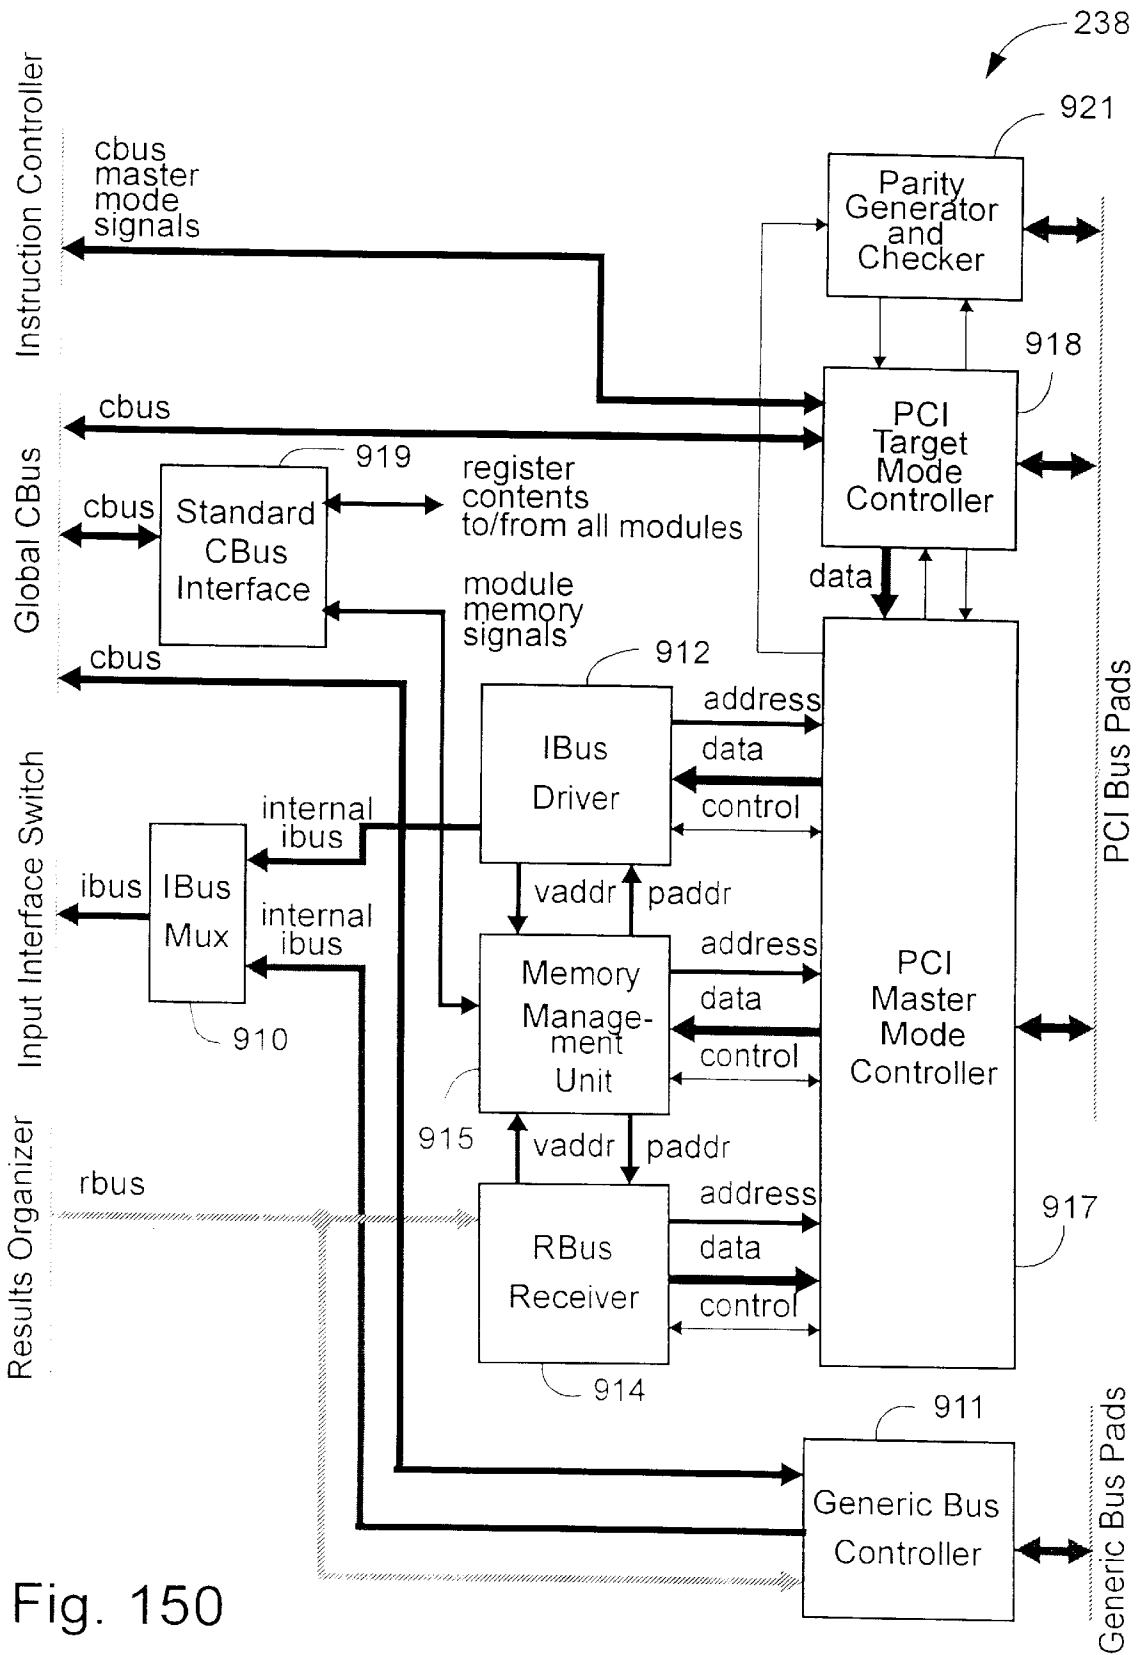 238
921
Instruction Controller
cbus
master
mode
signals
Parity
Generator
and
Checker
918
cbus
PCI
Target
Mode
Controller
919
register
contents
to/from all modules
Global CBus
cbus
Standard
CBus
Interface
data
module
memory
signals
cbus
912
address
IBus
Driver
data
control
PCI Bus Pads
Input Interface Switch
internal
ibus
ibus
IBus
Mux
internal
ibus
910
vaddr
paddr
address
Memory
Manage-
ment
Unit
data
control
PCI
Master
Mode
Controller
915
vaddr
paddr
Results Organizer
rbus
address
RBus
Receiver
data
control
917
914
911
Generic Bus
Controller
Generic Bus Pads
Fig. 150